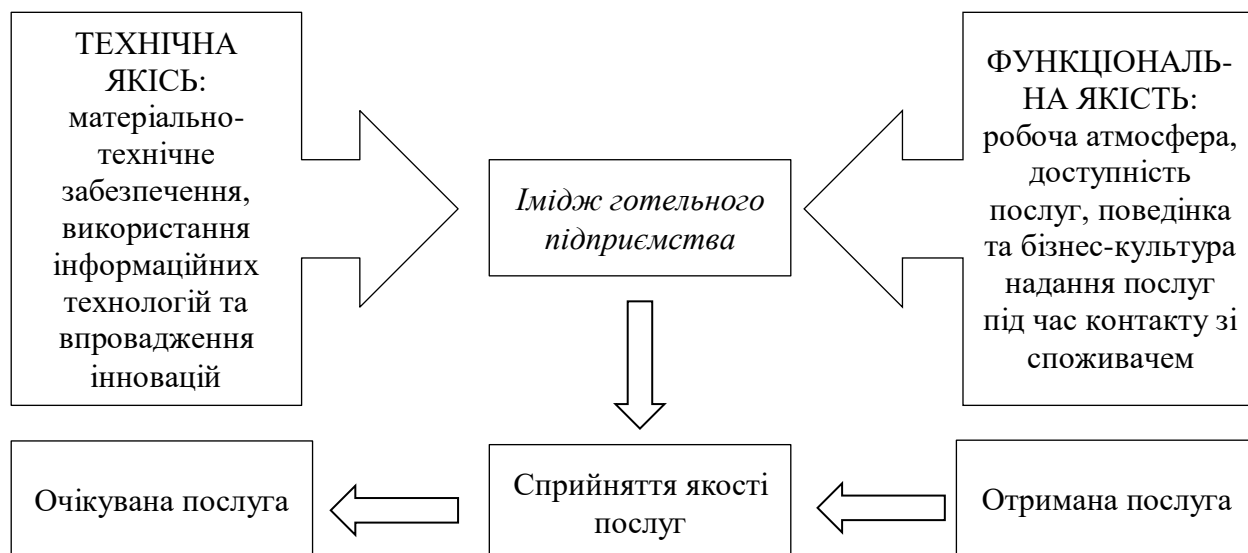 ТЕХНІЧНА
ЯКІСЬ:
матеріально-
технічне
забезпечення,
використання
інформаційних
технологій та
впровадження
інновацій
Імідж готельного
підприємства
ФУНКЦІОНАЛЬ-
НА ЯКІСТЬ:
робоча атмосфера,
доступність
послуг, поведінка
та бізнес-культура
надання послуг
під час контакту зі
споживачем
Очікувана послуга
Сприйняття якості
послуг
Отримана послуга